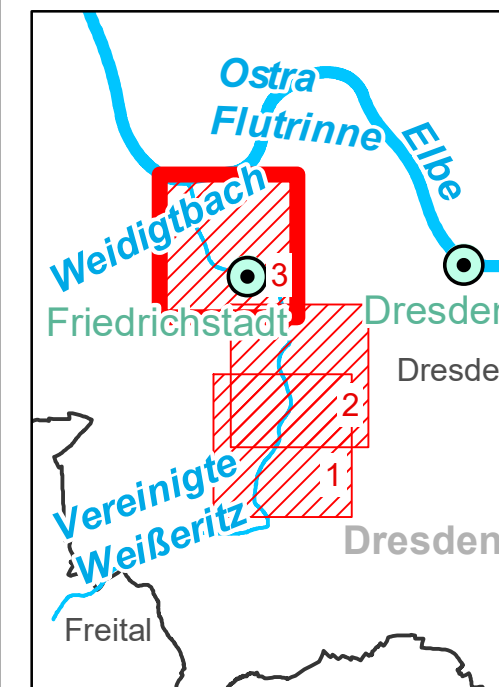 Ostra
Flutrinne
Elbe
Weidigtbach
3
Friedrichstadt
Dresden
Dresde
2
1
Vereinigte
Weißeritz
Dresden
Freital